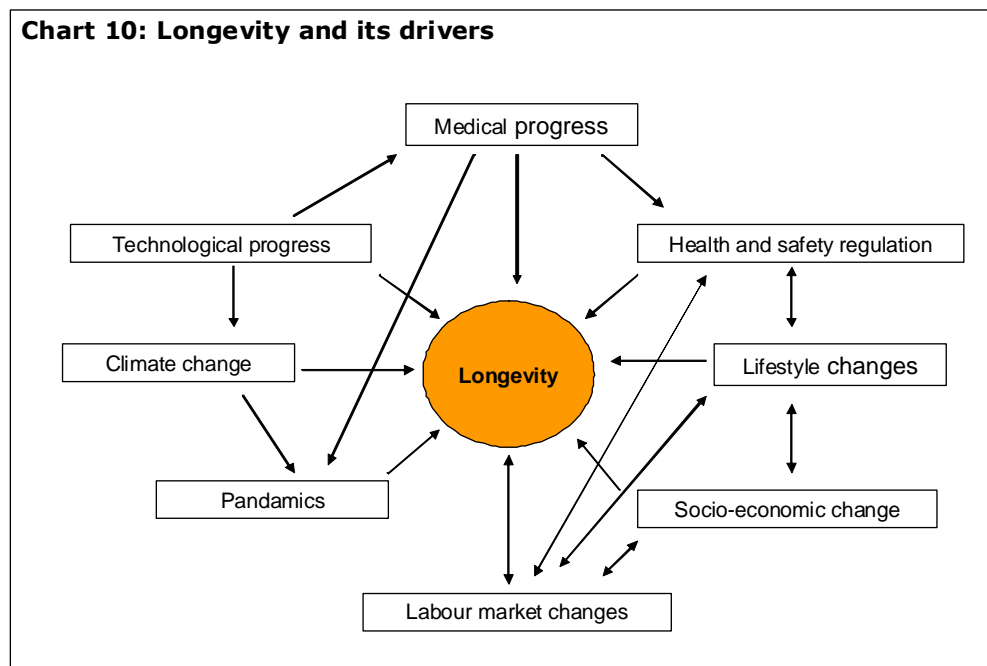 Chart 10: Longevity and its drivers
Medical progress
Technological progress
Health and safety regulation
Climate change
Longevity
Lifestyle changes
Pandamics
Socio-economic change
Labour market changes